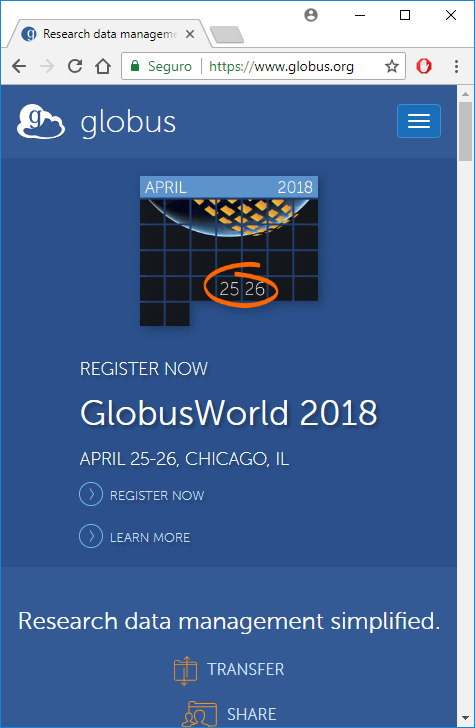 Research data manageme
Seguro
https://www.globus.org
g
globus
APRIL 2018
25 26
REGISTER NOW
GlobusWorld 2018
APRIL 25-26, CHICAGO, IL
REGISTER NOW
LEARN MORE
Research data management simplified.
TRANSFER
SHARE